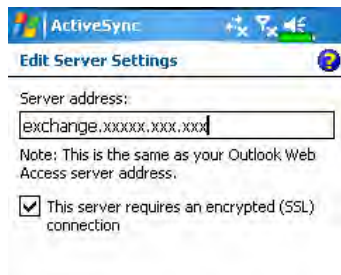 ActiveSync
Edit Server Settings
?
Server address:
exchange.xxxxx.xxx.xxx
Note: This is the same as your Outlook Web
Access server address.
This server requires an encrypted (SSL)
connection